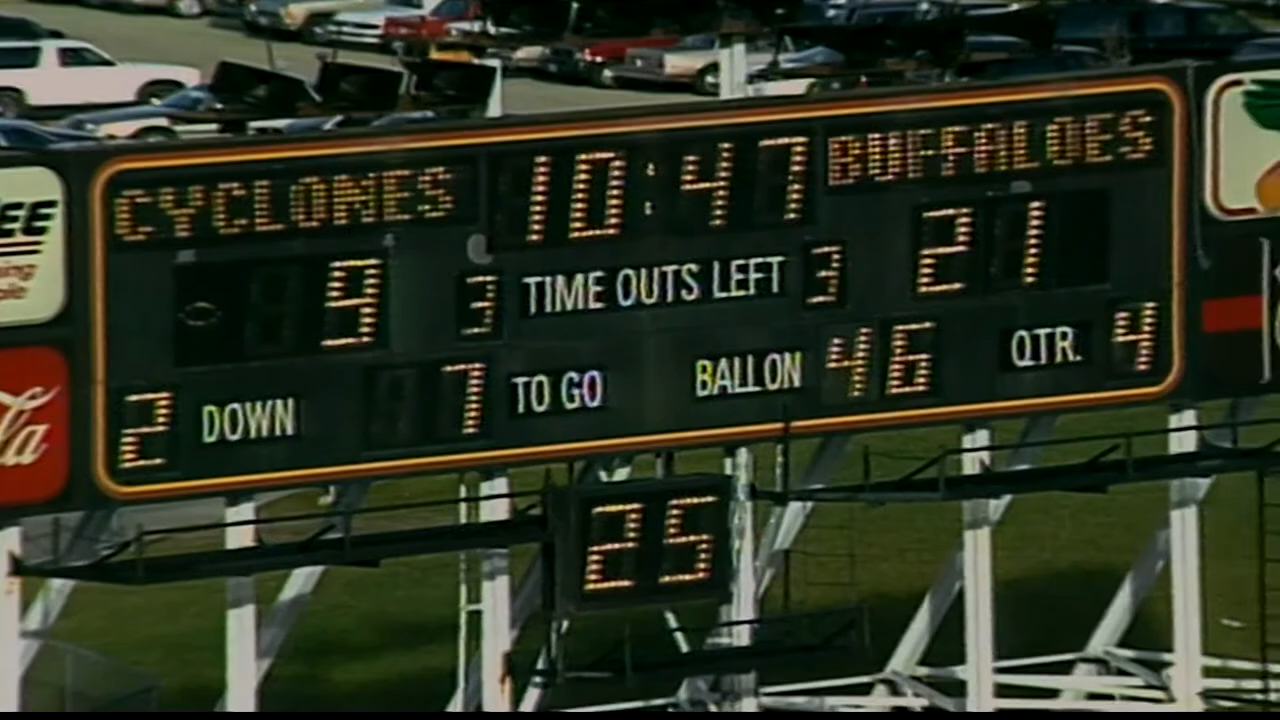 CYCLONES 10:47 BUFFALOES
9 3 TIME OUTS LEFT 3 21
2 DOWN 7 TO GO BALL ON 46 QTR. 4
25